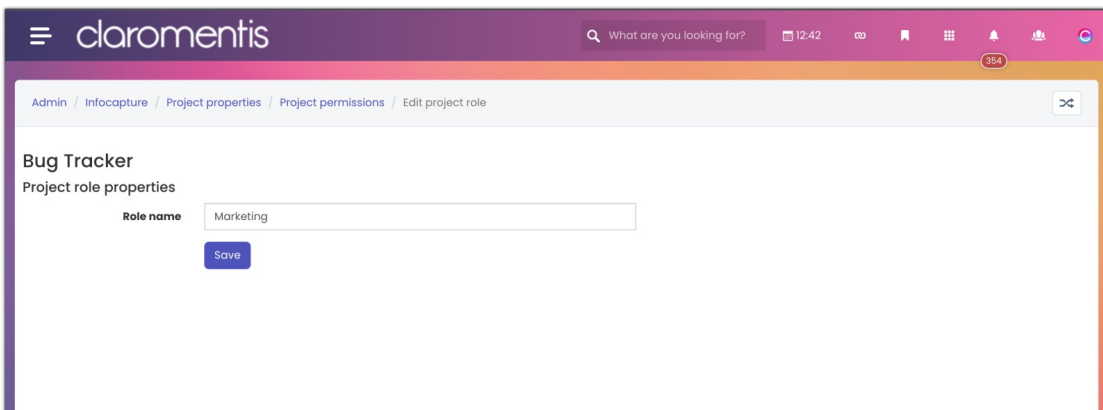 claromentis
What are you looking for?
12:42
354
Admin / Infocapture / Project properties / Project permissions / Edit project role
Bug Tracker
Project role properties
Role name
Marketing
Save